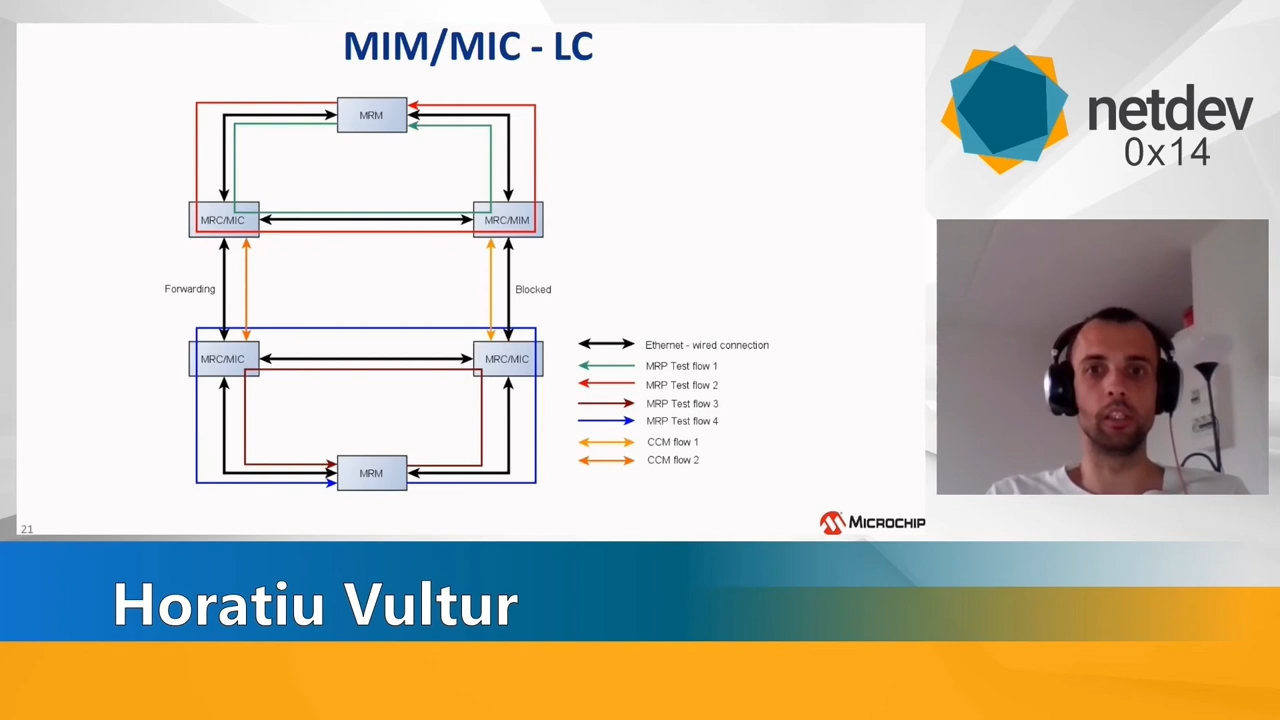 MIM/MIC - LC
MRM
MRC/MIC
MRC/MIM
Forwarding
Blocked
MRC/MIC
MRC/MIC
MRM
Ethernet - wired connection
MRP Test flow 1
MRP Test flow 2
MRP Test flow 3
MRP Test flow 4
CCM flow 1
CCM flow 2
21
MICROCHIP
netdev
0x14
Horatiu Vultur